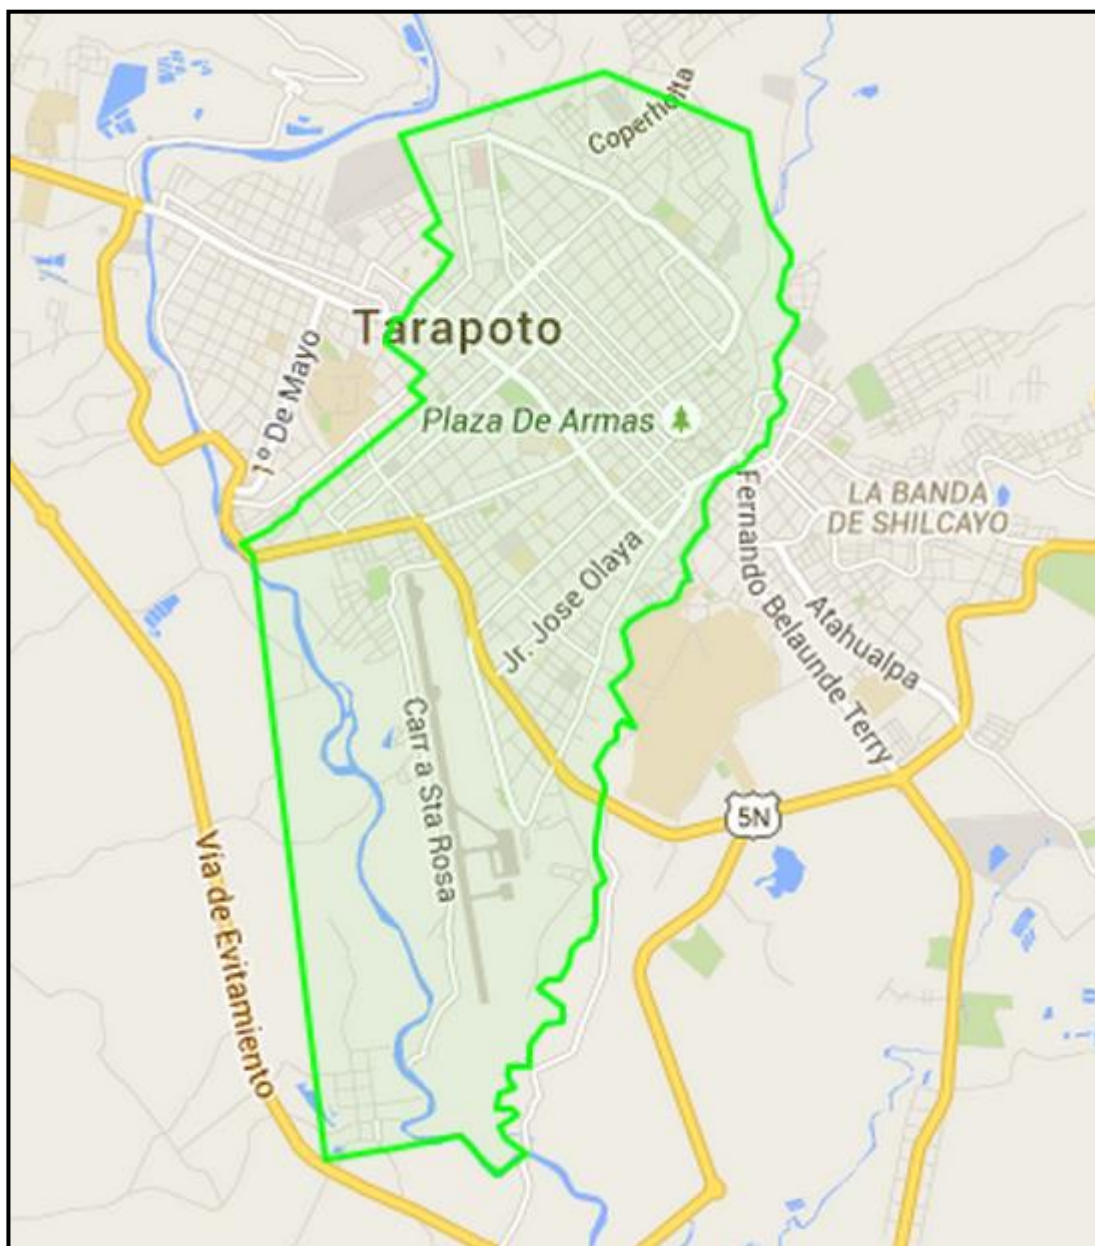 Coperholta
Tarapoto
1º De Mayo
Plaza De Armas
LA BANDA
DE SHILCAYO
Fernando Belaunde Terry
Jr. Jose Olaya
Atahualpa
Carr a Sta Rosa
5N
Vía de Evitamiento